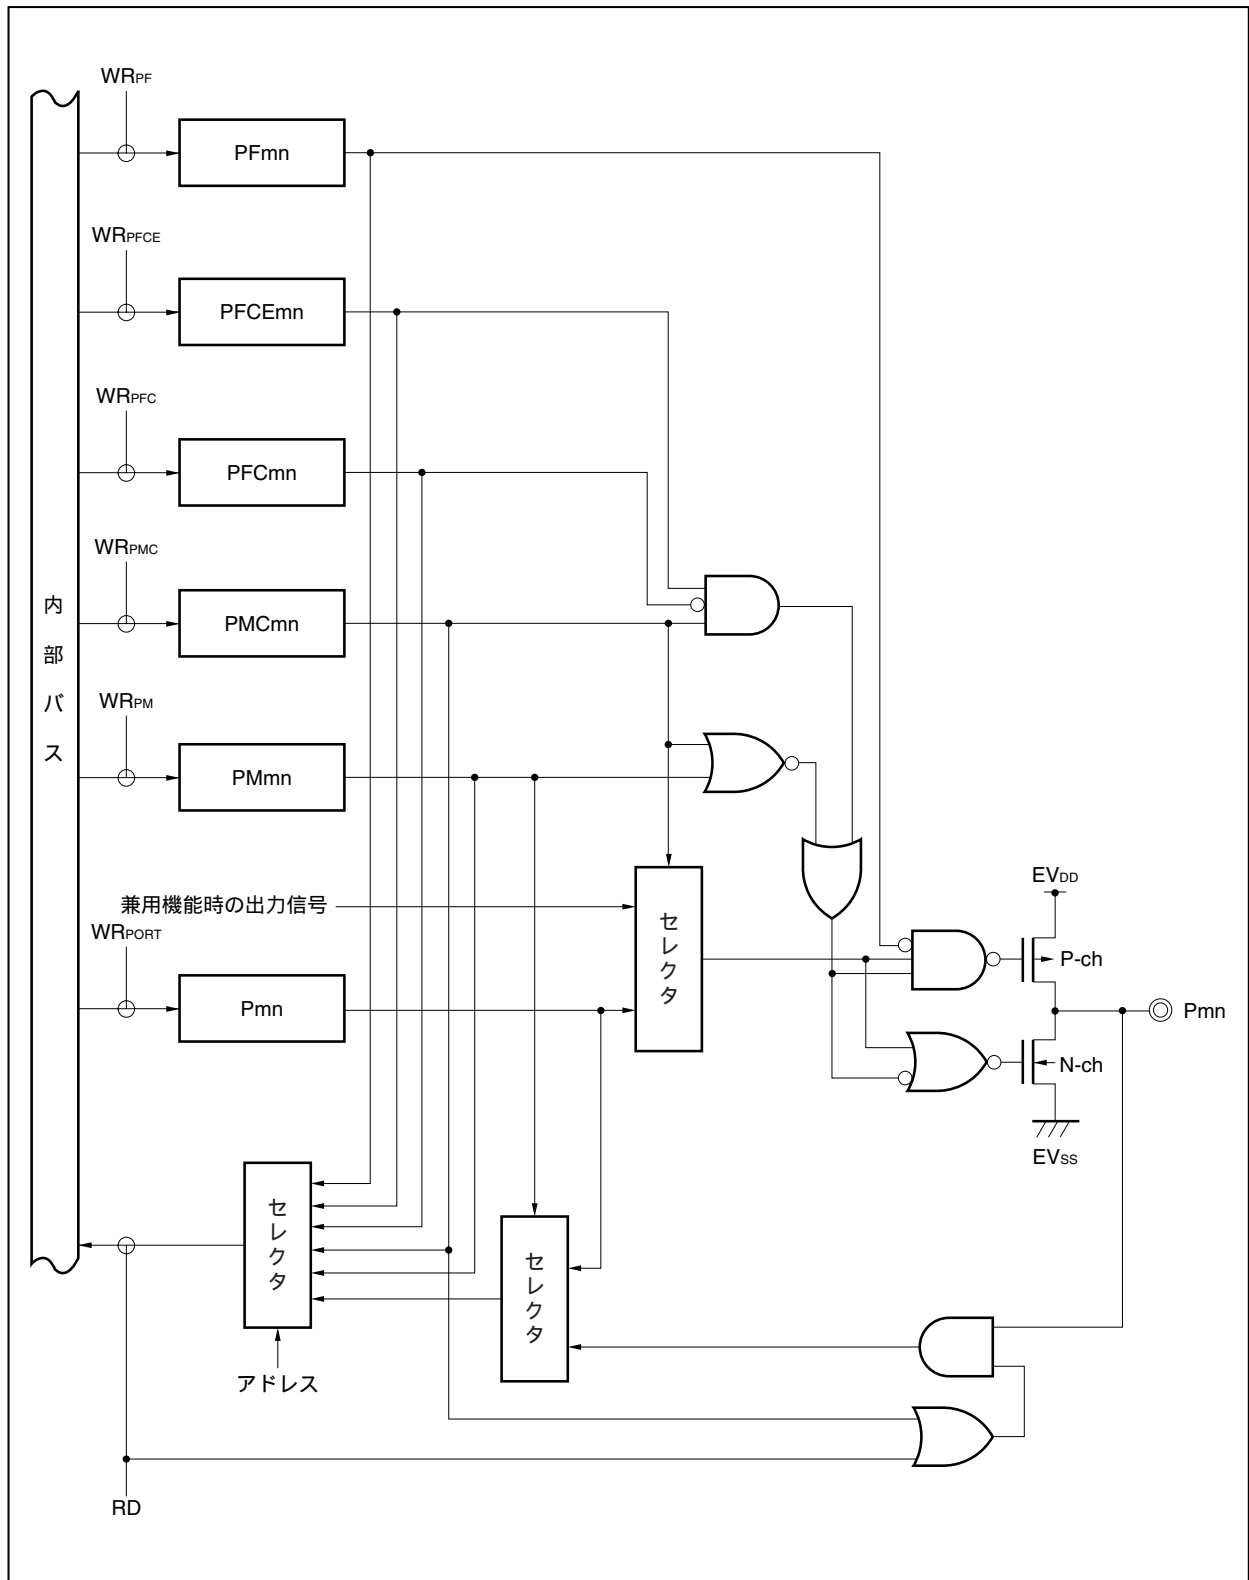 WRPF
PFmn
WRPFCE
PFCEmn
WRPFC
PFCmn
WRPMC
PMCmn
内部バス
WRPM
PMmn
兼用機能時の出力信号
セレクタ
WRPORT
Pmn
EVDD
P-ch
Pmn
N-ch
EVSS
セレクタ
セレクタ
アドレス
RD